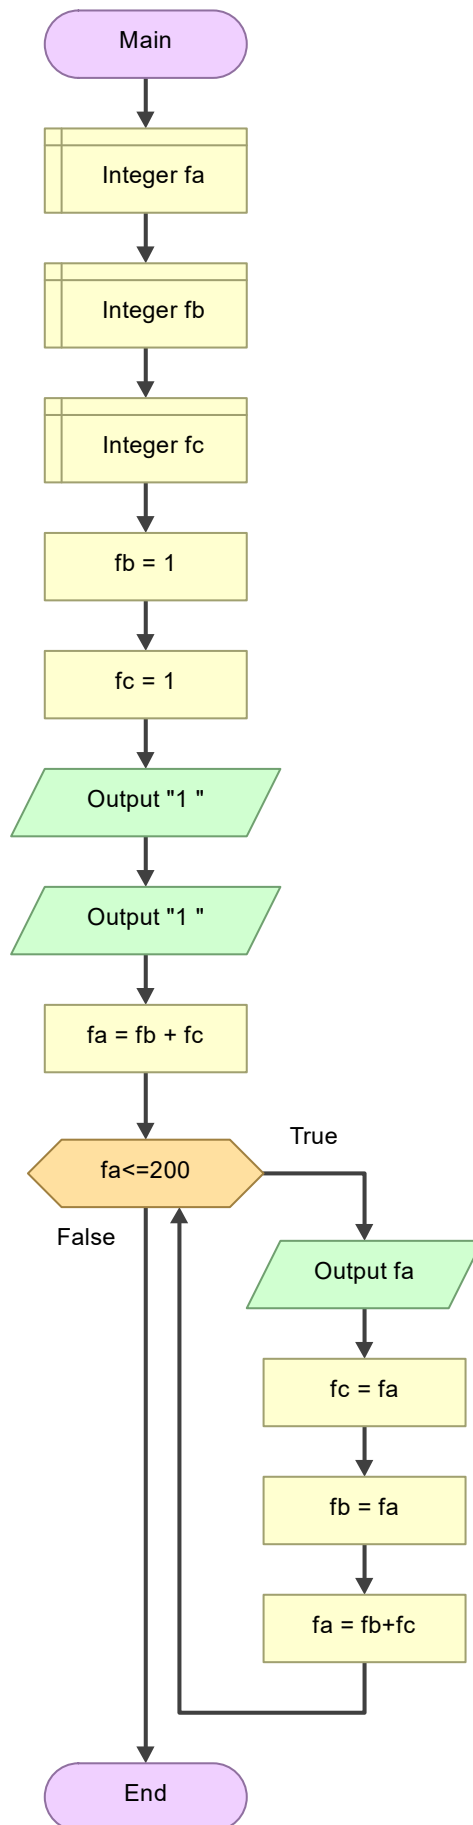 Main
Integer fa
Integer fb
Integer fc
fb = 1
fc = 1
Output "1 "
Output "1 "
fa = fb + fc
True
fa<=200
False
Output fa
fc = fa
fb = fa
fa = fb+fc
End